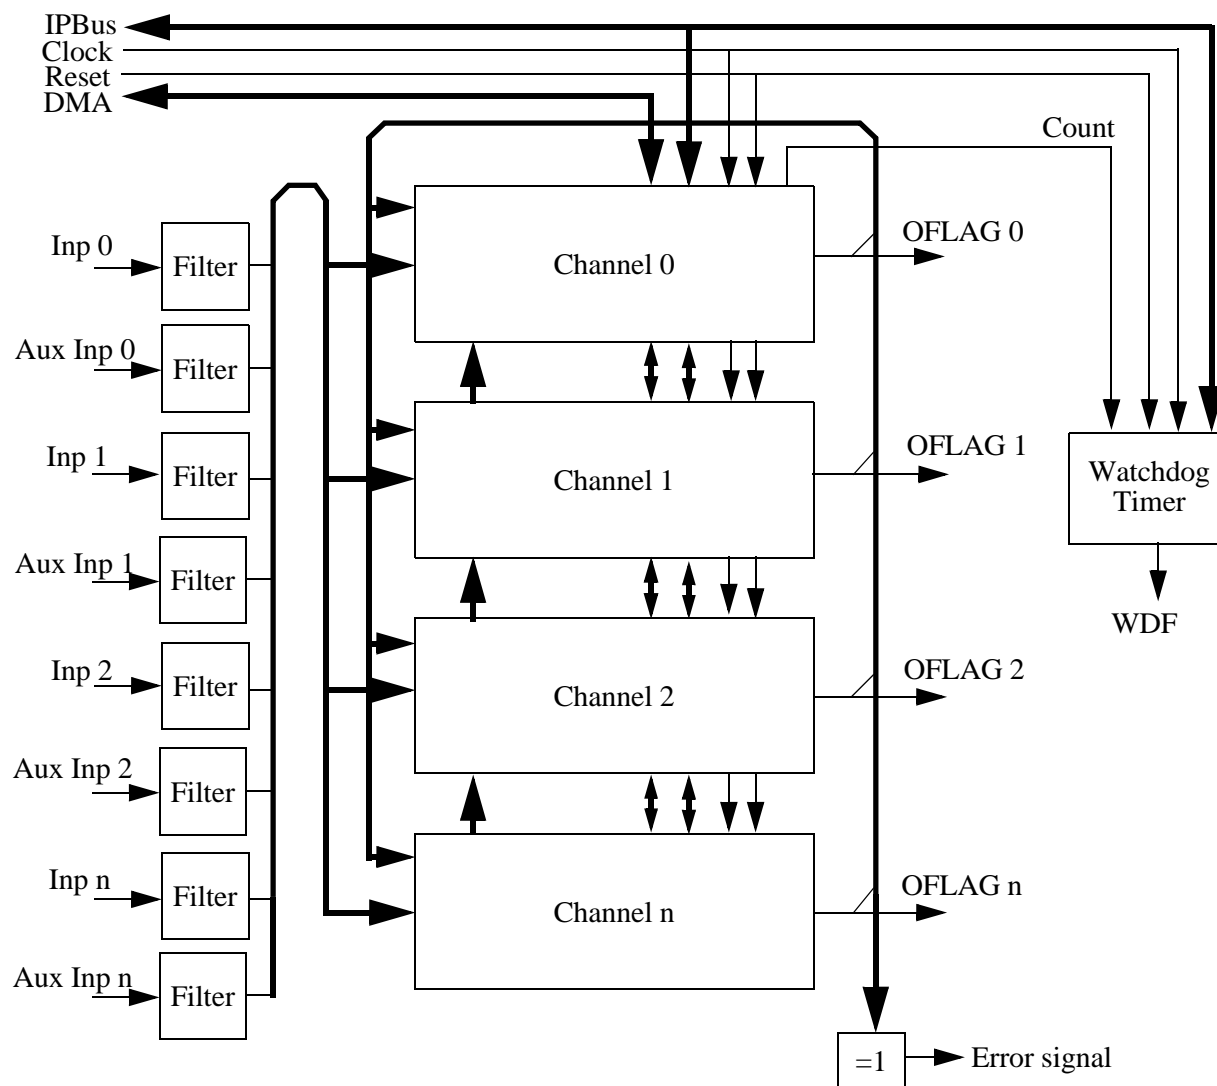 IPBus
Clock
Reset
DMA
Count
Inp 0
Filter
Channel 0
OFLAG 0
Aux Inp 0
Filter
Inp 1
Filter
Channel 1
OFLAG 1
Watchdog
Timer
Aux Inp 1
Filter
WDF
Inp 2
Filter
Channel 2
OFLAG 2
Aux Inp 2
Filter
Inp n
Filter
Channel n
OFLAG n
Aux Inp n
Filter
=1
Error signal